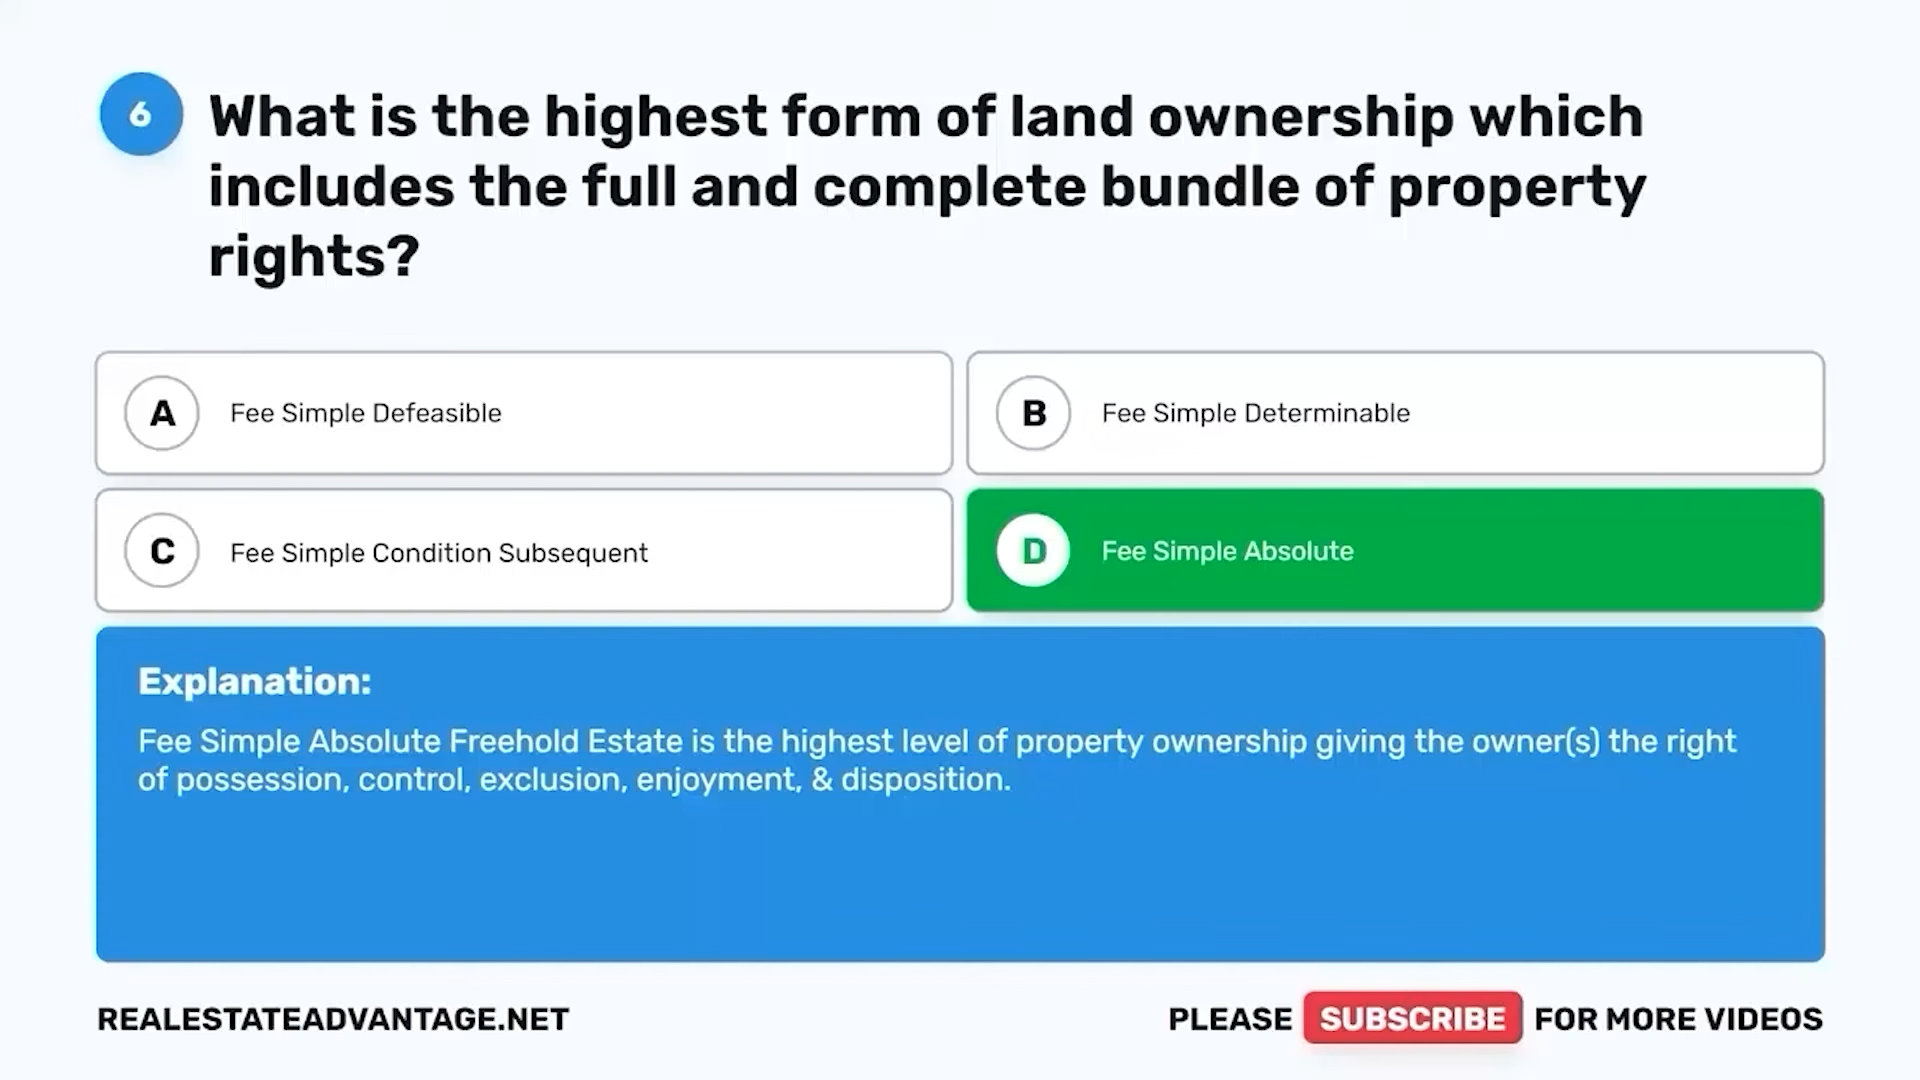 6
What is the highest form of land ownership which
includes the full and complete bundle of property
rights?
A Fee Simple Defeasible
B Fee Simple Determinable
C Fee Simple Condition Subsequent
D Fee Simple Absolute
Explanation:
Fee Simple Absolute Freehold Estate is the highest level of property ownership giving the owner(s) the right
of possession, control, exclusion, enjoyment, & disposition.
REALESTATEADVANTAGE.NET
PLEASE SUBSCRIBE FOR MORE VIDEOS